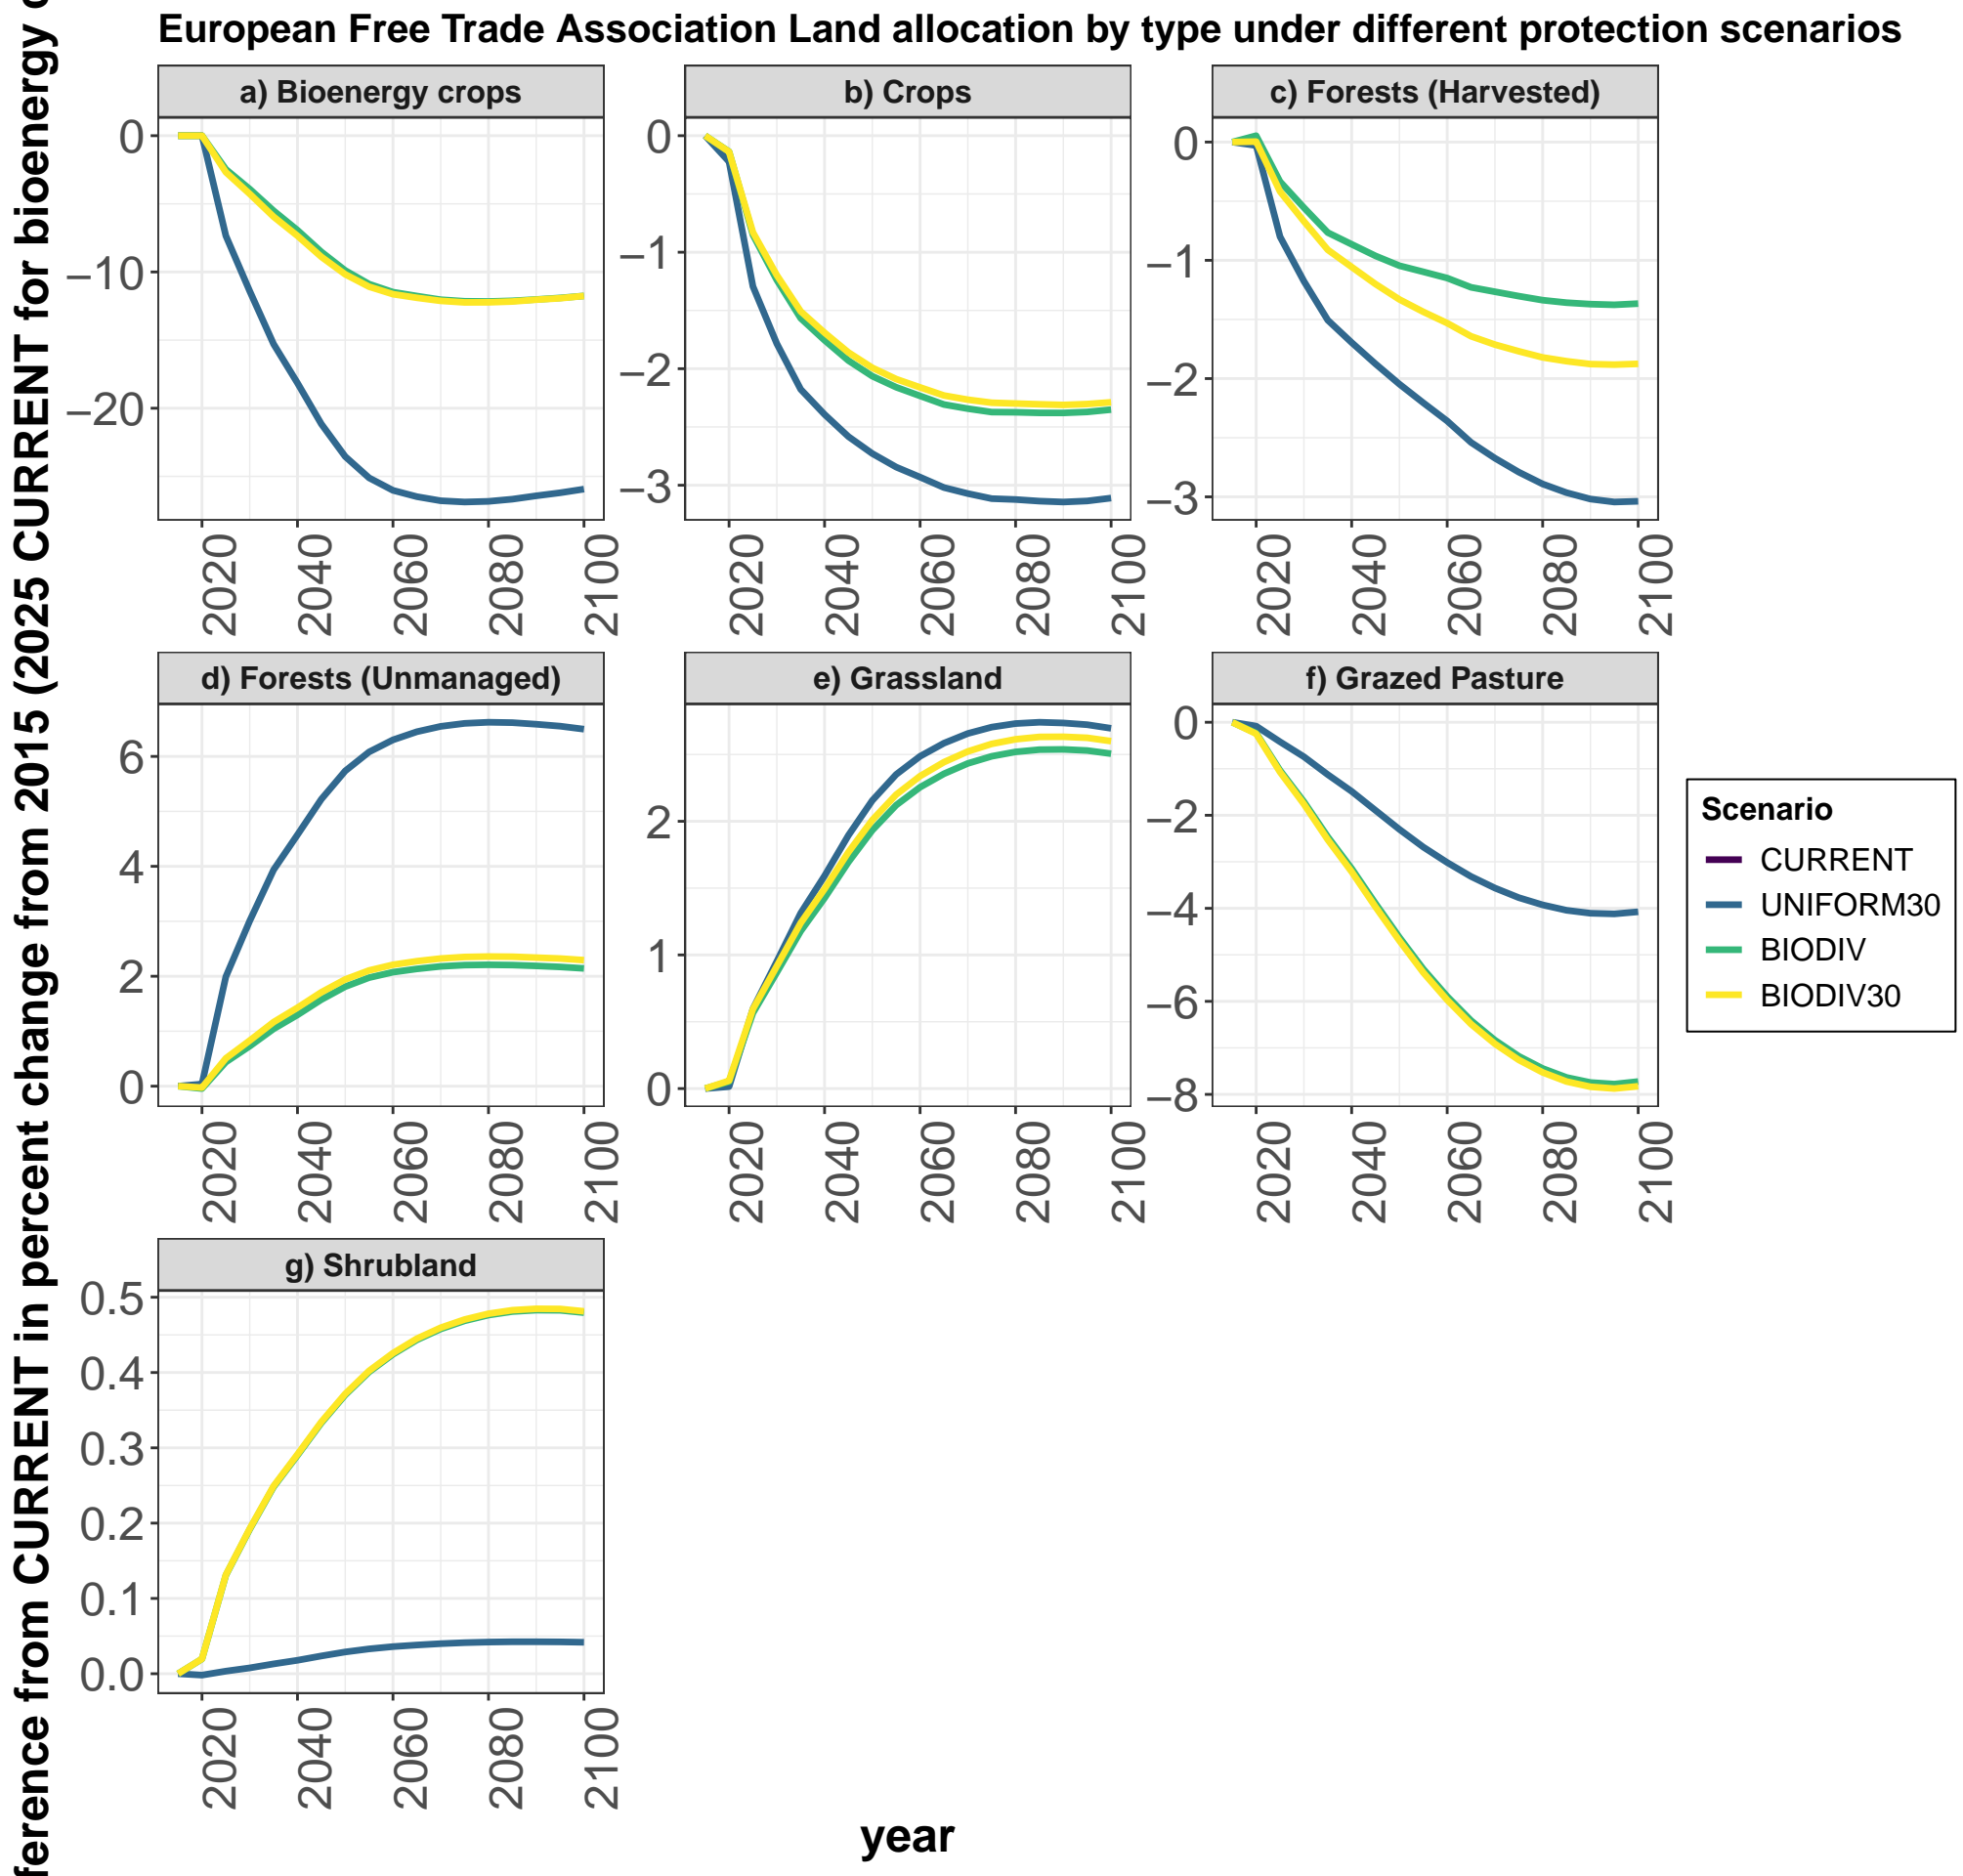 European Free Trade Association Land allocation by type under different protection scenarios
ference from CURRENT in percent change from 2015 (2025 CURRENT for bioenergy
a) Bioenergy crops
0
−10
−20
2020 2040 2060 2080 2100
b) Crops
0
−1
−2
−3
2020 2040 2060 2080 2100
c) Forests (Harvested)
0
−1
−2
−3
2020 2040 2060 2080 2100
d) Forests (Unmanaged)
6
4
2
0
2020 2040 2060 2080 2100
e) Grassland
2
1
0
2020 2040 2060 2080 2100
f) Grazed Pasture
0
−2
−4
−6
−8
2020 2040 2060 2080 2100
Scenario
CURRENT
UNIFORM30
BIODIV
BIODIV30
g) Shrubland
0.5
0.4
0.3
0.2
0.1
0.0
2020 2040 2060 2080 2100
year